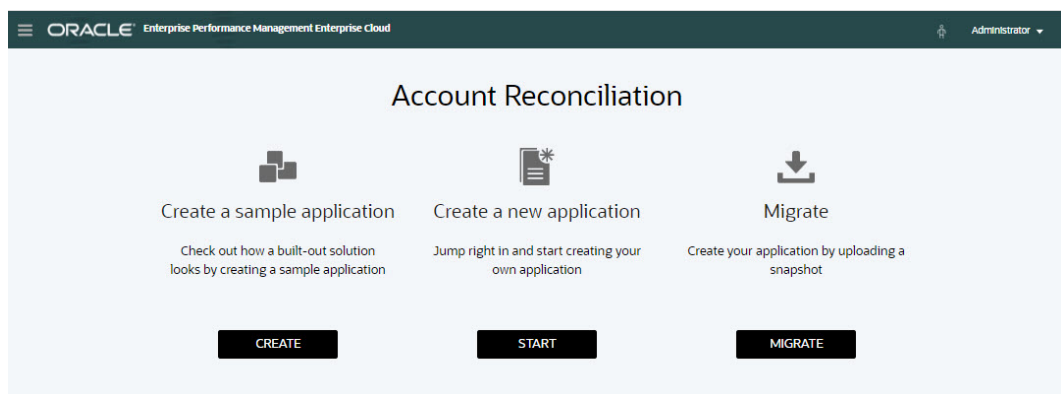 ORACLE® Enterprise Performance Management Enterprise Cloud Administrator
Account Reconciliation
Create a sample application
Check out how a built-out solution
looks by creating a sample application
CREATE
Create a new application
Jump right in and start creating your
own application
START
Migrate
Create your application by uploading a
snapshot
MIGRATE